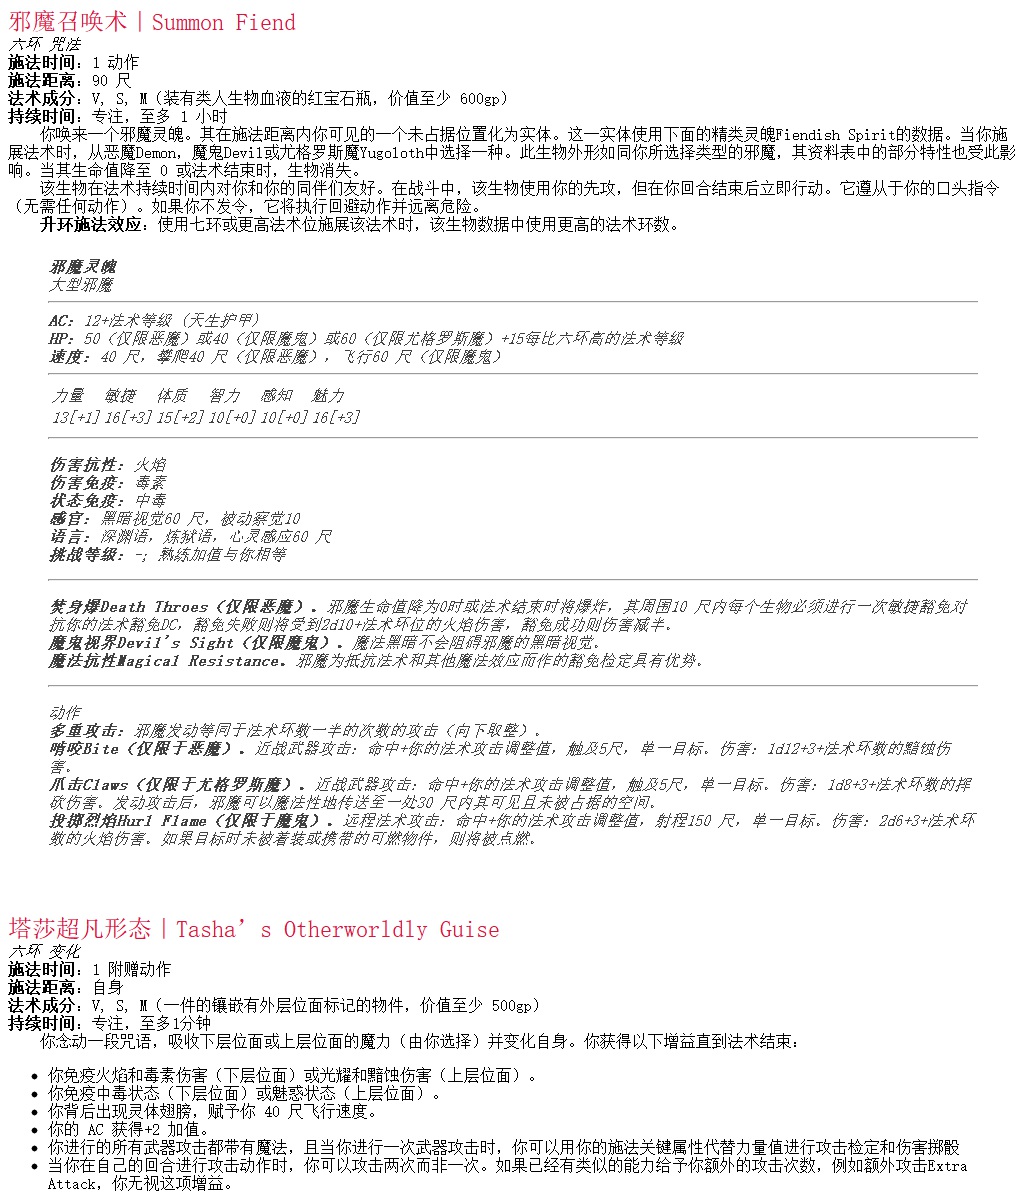 邪魔召唤术｜Summon Fiend
六环 咒法
施法时间：1 动作
施法距离：90 尺
法术成分：V, S, M（装有类人生物血液的红宝石瓶，价值至少 600gp）
持续时间：专注，至多 1 小时
你唤来一个邪魔灵魄。其在施法距离内你可见的一个未占据位置化为实体。这一实体使用下面的精类灵魄Fiendish Spirit的数据。当你施
展法术时，从恶魔Demon，魔鬼Devil或尤格罗斯魔Yugoloth中选择一种。此生物外形如同你所选择类型的邪魔，其资料表中的部分特性也受此影
响。当其生命值降至 0 或法术结束时，生物消失。
该生物在法术持续时间内对你和你的同伴们友好。在战斗中，该生物使用你的先攻，但在你回合结束后立即行动。它遵从于你的口头指令
（无需任何动作）。如果你不发令，它将执行回避动作并远离危险。
升环施法效应：使用七环或更高法术位施展该法术时，该生物数据中使用更高的法术环数。
邪魔灵魄
大型邪魔
AC：12+法术等级（天生护甲）
HP：50（仅限恶魔）或40（仅限魔鬼）或60（仅限尤格罗斯魔）+15每比六环高的法术等级
速度：40 尺，攀爬40 尺（仅限恶魔），飞行60 尺（仅限魔鬼）
力量 敏捷 体质 智力 感知 魅力
13[+1] 16[+3] 15[+2] 10[+0] 10[+0] 16[+3]
伤害抗性：火焰
伤害免疫：毒素
状态免疫：中毒
感官：黑暗视觉60 尺，被动察觉10
语言：深渊语，炼狱语，心灵感应60 尺
挑战等级：-；熟练加值与你相等
焚身爆Death Throes（仅限恶魔）。邪魔生命值降为0时或法术结束时将爆炸，其周围10 尺内每个生物必须进行一次敏捷豁免对
抗你的法术豁免DC，豁免失败则将受到2d10+法术环位的火焰伤害，豁免成功则伤害减半。
魔鬼视界Devil's Sight（仅限魔鬼）。魔法黑暗不会阻碍邪魔的黑暗视觉。
魔法抗性Magical Resistance。邪魔为抵抗法术和其他魔法效应而作的豁免检定具有优势。
动作
多重攻击：邪魔发动等同于法术环数一半的次数的攻击（向下取整）。
啃咬Bite（仅限于恶魔）。近战武器攻击：命中+你的法术攻击调整值，触及5尺，单一目标。伤害：1d12+3+法术环数的黯蚀伤
害。
爪击Claws（仅限于尤格罗斯魔）。近战武器攻击：命中+你的法术攻击调整值，触及5尺，单一目标。伤害：1d8+3+法术环数的挥
砍伤害。发动攻击后，邪魔可以魔法性地传送至一处30 尺内其可见且未被占据的空间。
投掷烈焰Hurl Flame（仅限于魔鬼）。远程法术攻击：命中+你的法术攻击调整值，射程150 尺，单一目标。伤害：2d6+3+法术环
数的火焰伤害。如果目标时未被着装或携带的可燃物件，则将被点燃。
塔莎超凡形态｜Tasha’s Otherworldly Guise
六环 变化
施法时间：1 附赠动作
施法距离：自身
法术成分：V, S, M（一件的镶嵌有外层位面标记的物件，价值至少 500gp）
持续时间：专注，至多1分钟
你念动一段咒语，吸收下层位面或上层位面的魔力（由你选择）并变化自身。你获得以下增益直到法术结束：
• 你免疫火焰和毒素伤害（下层位面）或光耀和黯蚀伤害（上层位面）。
• 你免疫中毒状态（下层位面）或魅惑状态（上层位面）。
• 你背后出现灵体翅膀，赋予你 40 尺飞行速度。
• 你的 AC 获得+2 加值。
• 你进行的所有武器攻击都带有魔法，且当你进行一次武器攻击时，你可以用你的施法关键属性代替力量值进行攻击检定和伤害掷骰
• 当你在自己的回合进行攻击动作时，你可以攻击两次而非一次。如果已经有类似的能力给予你额外的攻击次数，例如额外攻击Extra
Attack，你无视这项增益。